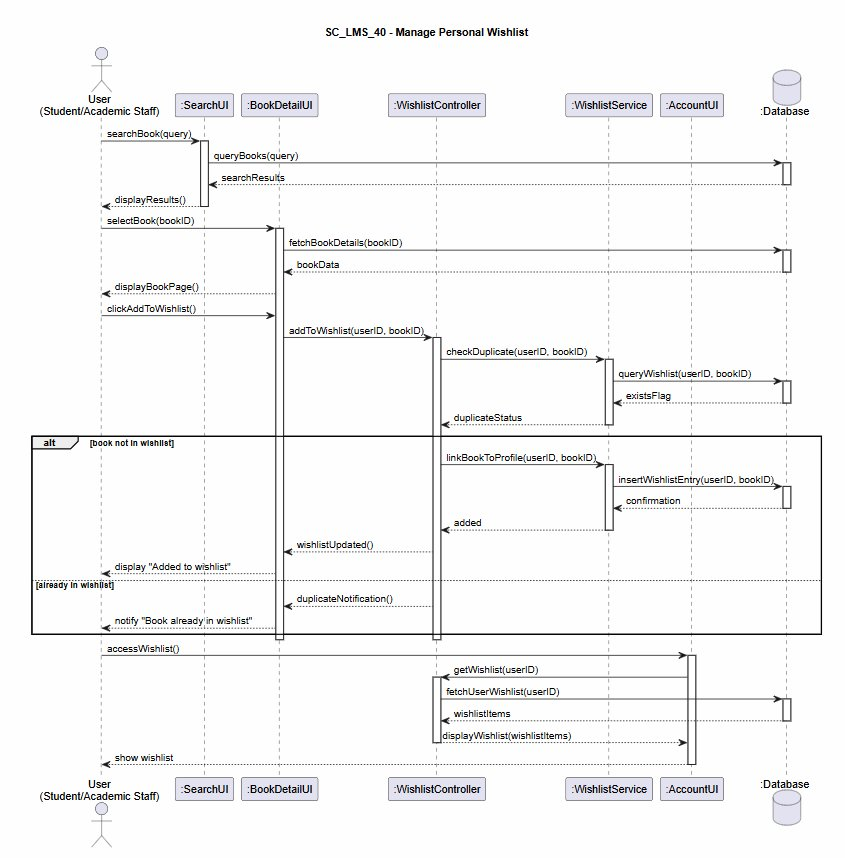 SC_LMS_40 - Manage Personal Wishlist
User
(Student/Academic Staff)
:SearchUI
:BookDetailUI
:WishlistController
:WishlistService
:AccountUI
:Database
searchBook(query)
queryBooks(query)
searchResults
displayResults()
selectBook(bookID)
fetchBookDetails(bookID)
bookData
displayBookPage()
clickAddToWishlist()
addToWishlist(userID, bookID)
checkDuplicate(userID, bookID)
queryWishlist(userID, bookID)
existsFlag
duplicateStatus
alt
[book not in wishlist]
linkBookToProfile(userID, bookID)
insertWishlistEntry(userID, bookID)
confirmation
added
wishlistUpdated()
display "Added to wishlist"
[already in wishlist]
duplicateNotification()
notify "Book already in wishlist"
accessWishlist()
getWishlist(userID)
fetchUserWishlist(userID)
wishlistItems
displayWishlist(wishlistItems)
show wishlist
User
(Student/Academic Staff)
:SearchUI
:BookDetailUI
:WishlistController
:WishlistService
:AccountUI
:Database